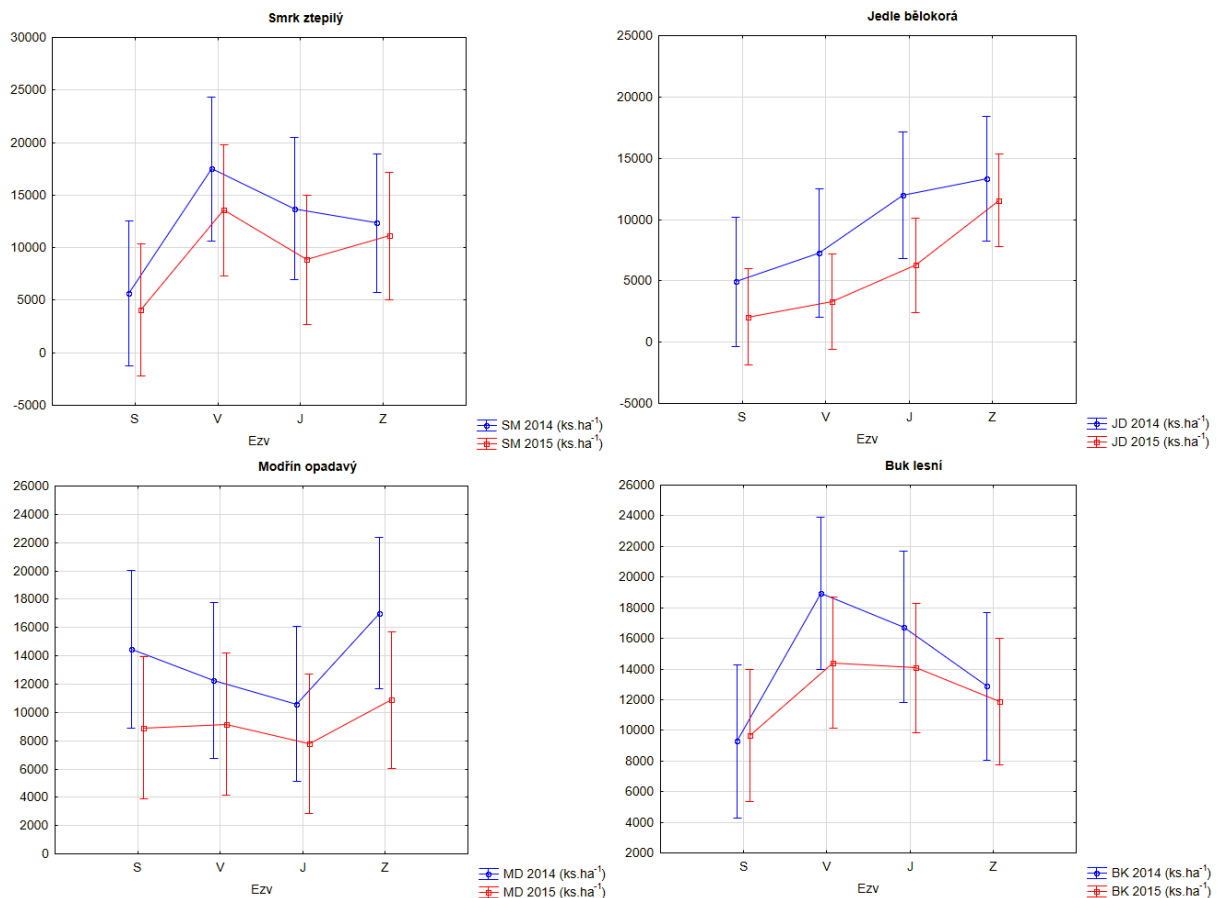 Smrk ztepilý
30000
25000
20000
15000
10000
5000
0
-5000
S V J Z
Ezv
SM 2014 (ks.ha-1)
SM 2015 (ks.ha-1)
Jedle bělokorá
25000
20000
15000
10000
5000
0
-5000
S V J Z
Ezv
JD 2014 (ks.ha-1)
JD 2015 (ks.ha-1)
Modřín opadavý
26000
24000
22000
20000
18000
16000
14000
12000
10000
8000
6000
4000
2000
0
S V J Z
Ezv
MD 2014 (ks.ha-1)
MD 2015 (ks.ha-1)
Buk lesní
26000
24000
22000
20000
18000
16000
14000
12000
10000
8000
6000
4000
2000
S V J Z
Ezv
BK 2014 (ks.ha-1)
BK 2015 (ks.ha-1)